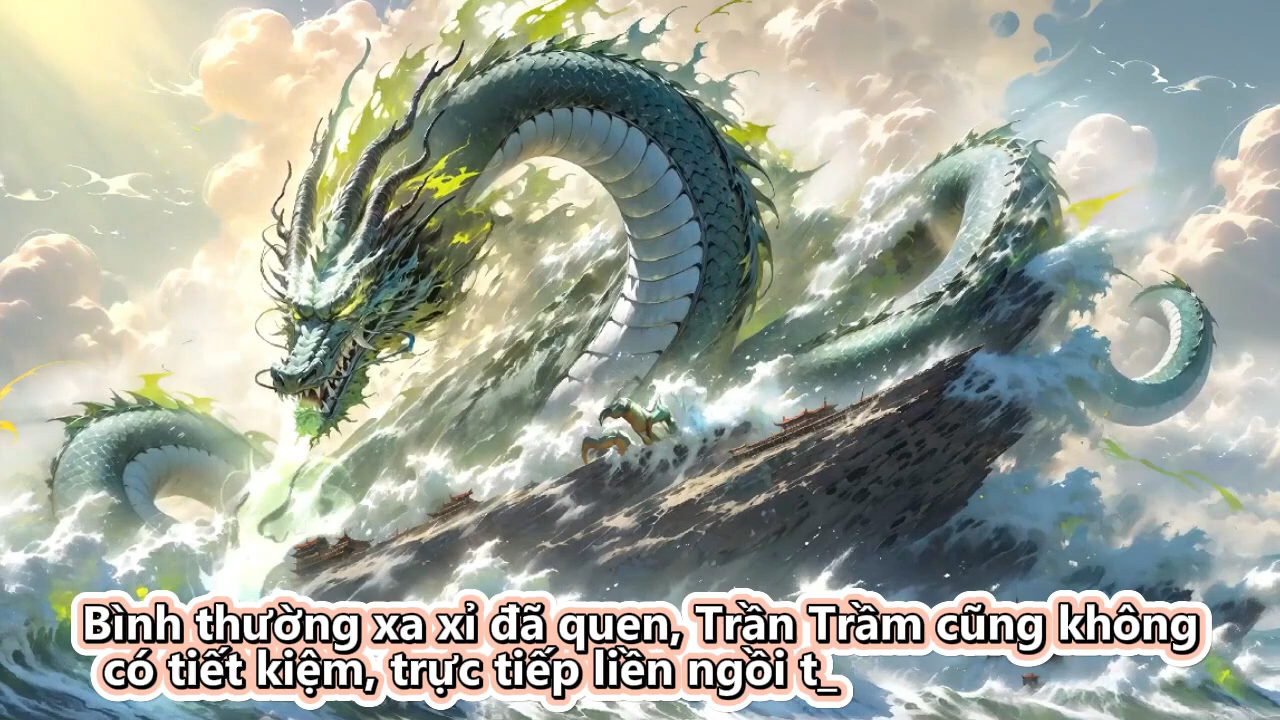 Bình thường xa xỉ đã quen, Trần Trầm cũng không
có tiết kiệm, trực tiếp liền ngồi t_